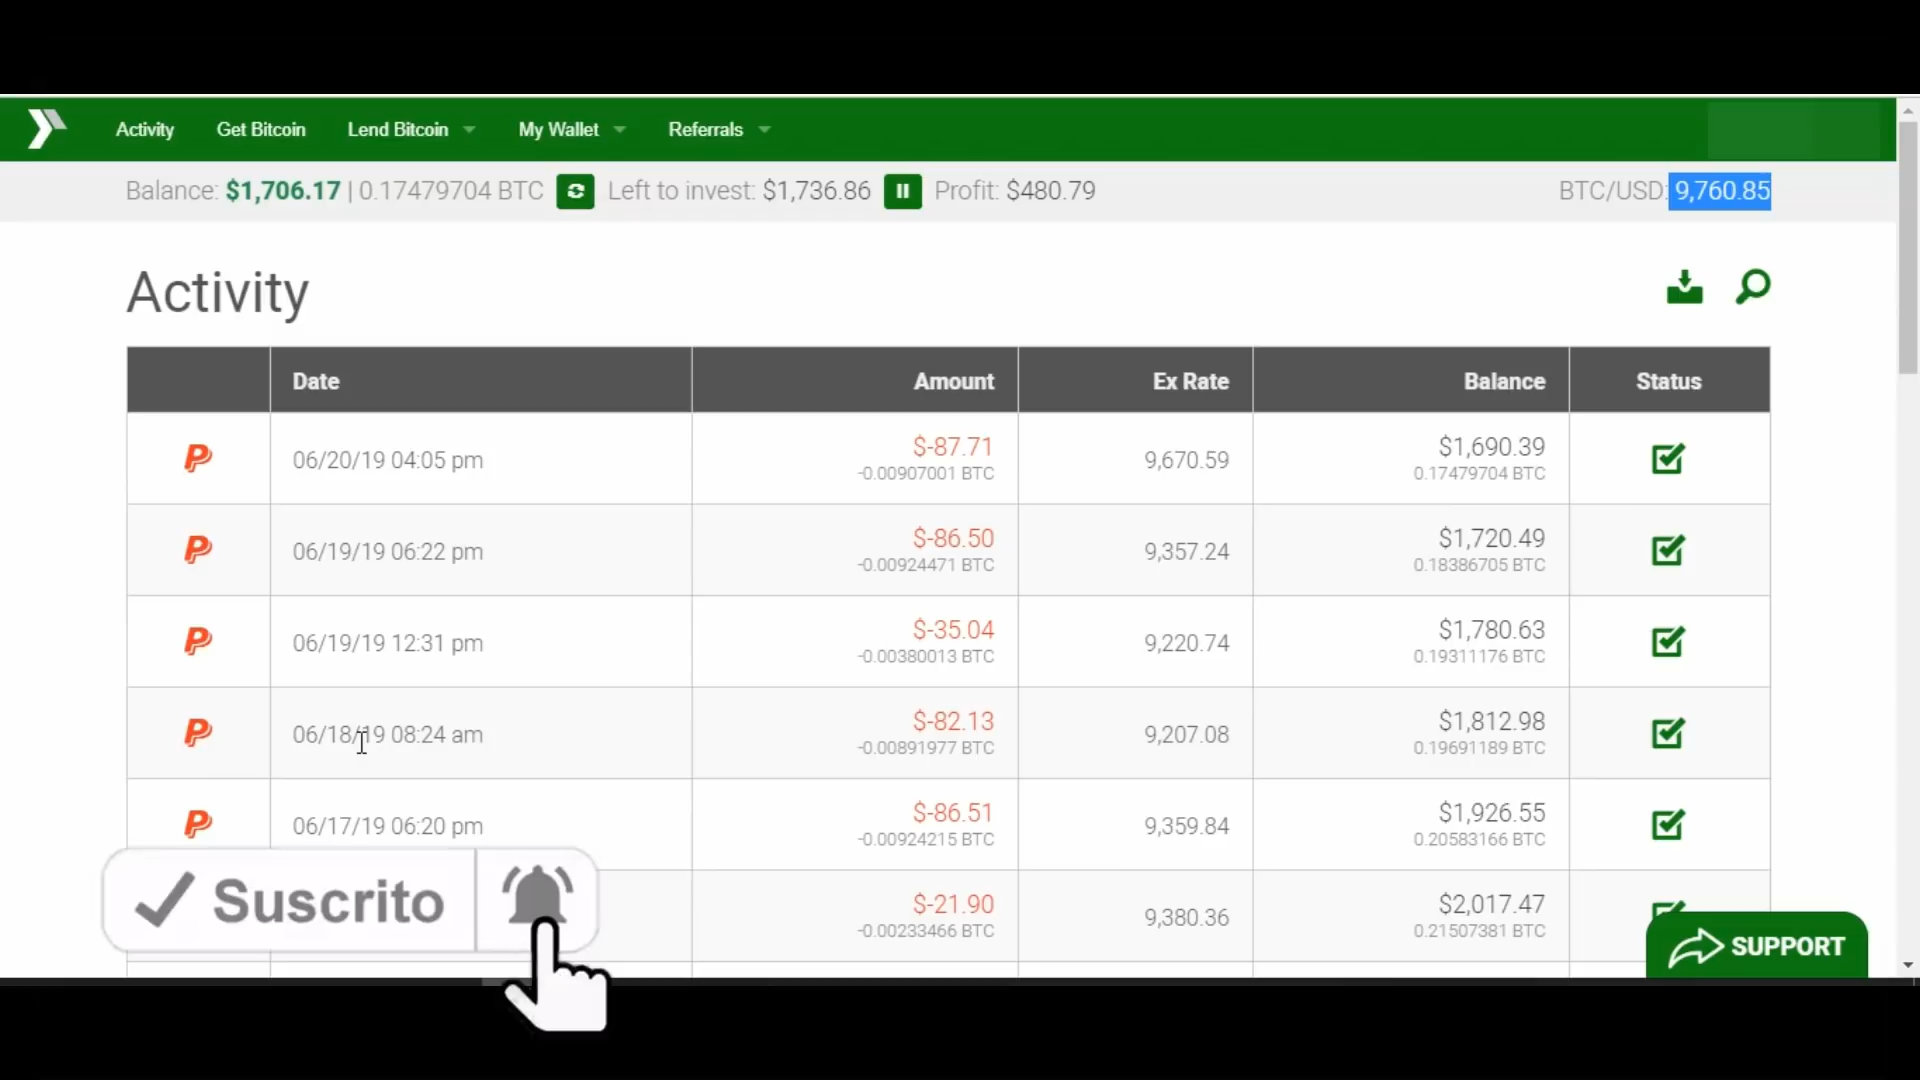 Activity Get Bitcoin Lend Bitcoin My Wallet Referrals
Balance: $1,706.17 | 0.17479704 BTC Left to invest: $1,736.86 Profit: $480.79 BTC/USD: 9,760.85
Activity
Date Amount Ex Rate Balance Status
06/20/19 04:05 pm $-87.71 9,670.59 $1,690.39
-0.00907001 BTC 0.17479704 BTC
06/19/19 06:22 pm $-86.50 9,357.24 $1,720.49
-0.00924471 BTC 0.18386705 BTC
06/19/19 12:31 pm $-35.04 9,220.74 $1,780.63
-0.00380013 BTC 0.19311176 BTC
06/18/19 08:24 am $-82.13 9,207.08 $1,812.98
-0.00891977 BTC 0.19691189 BTC
06/17/19 06:20 pm $-86.51 9,359.84 $1,926.55
-0.00924215 BTC 0.20583166 BTC
Suscrito $-21.90 9,380.36 $2,017.47
-0.00233466 BTC 0.21507381 BTC
SUPPORT